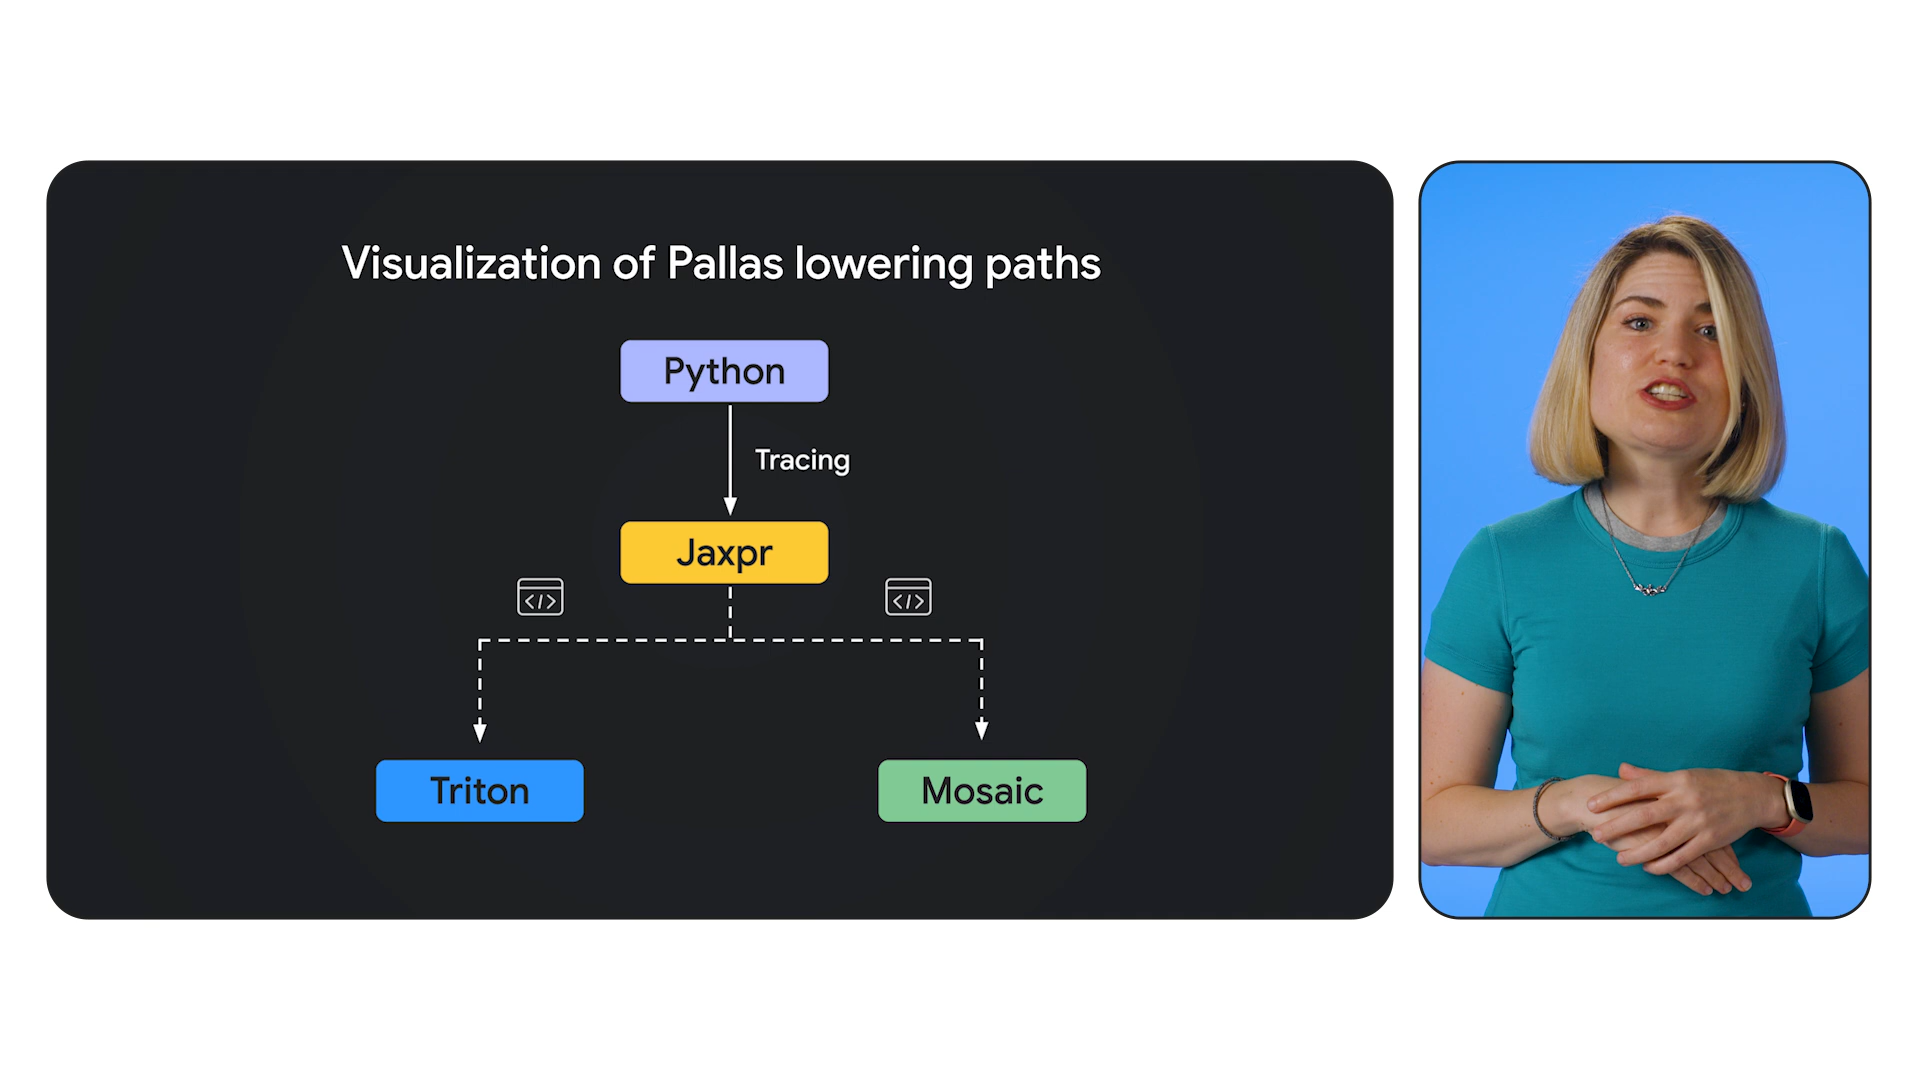 Visualization of Pallas lowering paths
Python
Tracing
Jaxpr
</>
</>
Triton
Mosaic